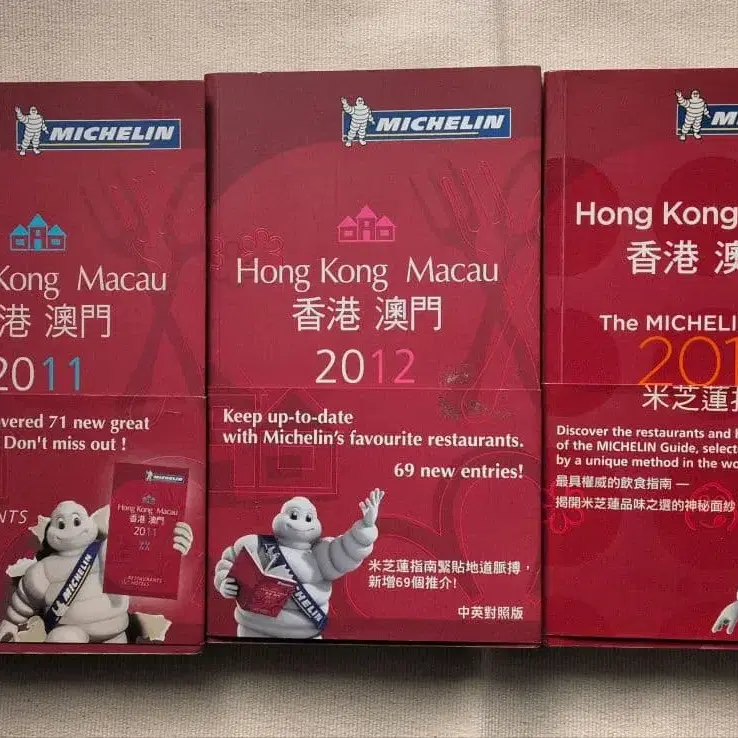 MICHELIN
Kong Macau
港 澳門
2011
vered 71 new great
Don't miss out !
NTS
MICHELIN
Hong Kong Macau
香港 澳門
2011
RESTAURANTS
& HOTELS
MICHELIN
MICHELIN
Hong Kong Macau
香港 澳門
2012
Keep up-to-date
with Michelin's favourite restaurants.
69 new entries!
米芝蓮指南緊貼地道脈搏，
新增69個推介!
中英對照版
HELIN
M
Hong Kong
香港
The MICHELI
201
米芝蓮
Discover the restaurants and h
of the MICHELIN Guide, select
by a unique method in the wo
最具權威的飲食指南 —
揭開米芝蓮品味之選的神秘面紗